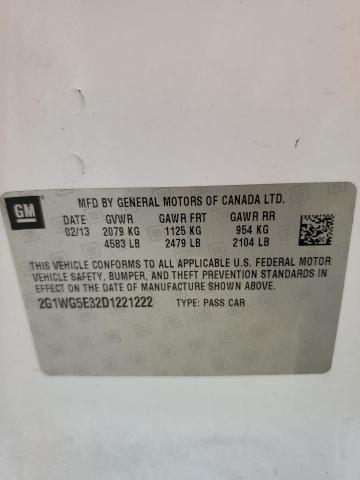 GM
MFD BY GENERAL MOTORS OF CANADA LTD.
DATE GVWR GAWR FRT GAWR RR
02/13 2079 KG 1125 KG 954 KG
4583 LB 2479 LB 2104 LB
THIS VEHICLE CONFORMS TO ALL APPLICABLE U.S. FEDERAL MOTOR
VEHICLE SAFETY, BUMPER, AND THEFT PREVENTION STANDARDS IN
EFFECT ON THE DATE OF MANUFACTURE SHOWN ABOVE.
2G1WG5E32D1221222 TYPE: PASS CAR